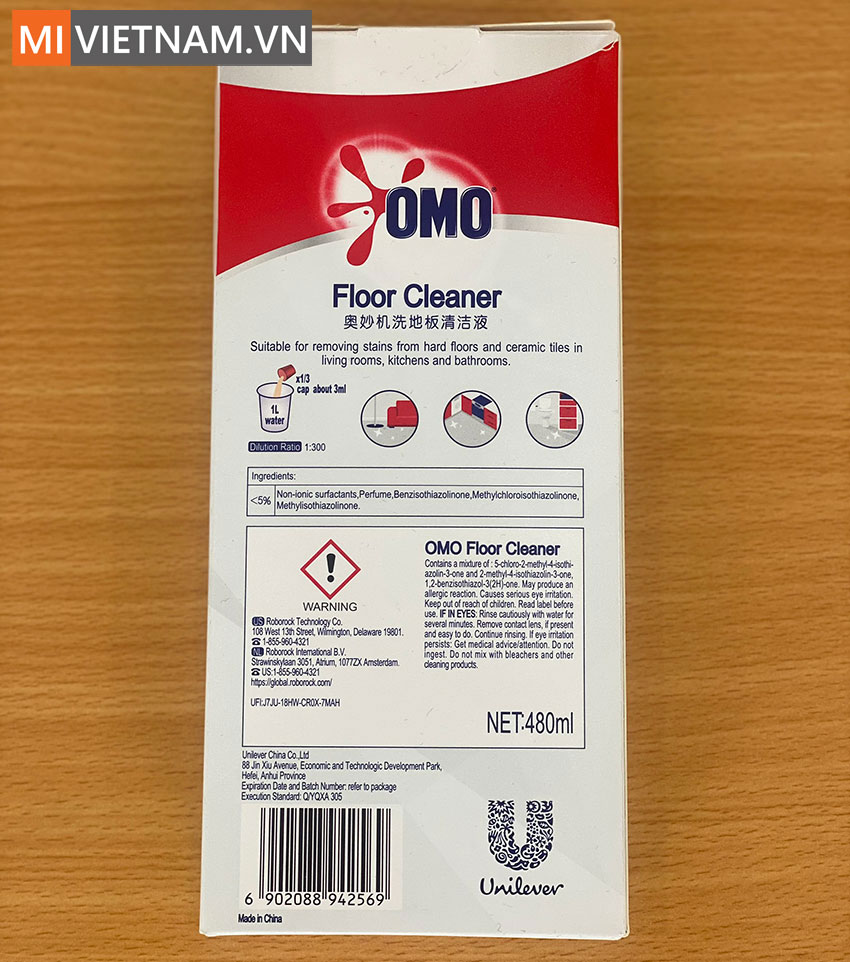 MI VIETNAM.VN
OMO®
Floor Cleaner
奥妙机洗地板清洁液
Suitable for removing stains from hard floors and ceramic tiles in
living rooms, kitchens and bathrooms.
x1/3
cap about 3ml
1L
water
Dilution Ratio 1:300
Ingredients:
<5% Non-ionic surfactants,Perfume,Benzisothiazolinone,Methylchloroisothiazolinone,
Methylisothiazolinone.
WARNING
US Roborock Technology Co.
108 West 13th Street, Wilmington, Delaware 19801.
☎ 1-855-960-4321
NL Roborock International B.V.
Strawinskylaan 3051, Atrium, 1077ZX Amsterdam.
☎ US:1-855-960-4321
https://global.roborock.com/
UFI:J7JU-18HW-CR0X-7MAH
OMO Floor Cleaner
Contains a mixture of : 5-chloro-2-methyl-4-isothi-
azolin-3-one and 2-methyl-4-isothiazolin-3-one,
1,2-benzisothiazol-3(2H)-one. May produce an
allergic reaction. Causes serious eye irritation.
Keep out of reach of children. Read label before
use. IF IN EYES: Rinse cautiously with water for
several minutes. Remove contact lens, if present
and easy to do. Continue rinsing. If eye irritation
persists: Get medical advice/attention. Do not
ingest. Do not mix with bleachers and other
cleaning products.
NET:480ml
Unilever China Co.,Ltd
88 Jin Xiu Avenue, Economic and Technologic Development Park,
Hefei, Anhui Province
Expiration Date and Batch Number: refer to package
Execution Standard: Q/YQXA 305
6 902088 942569
Made in China
Unilever